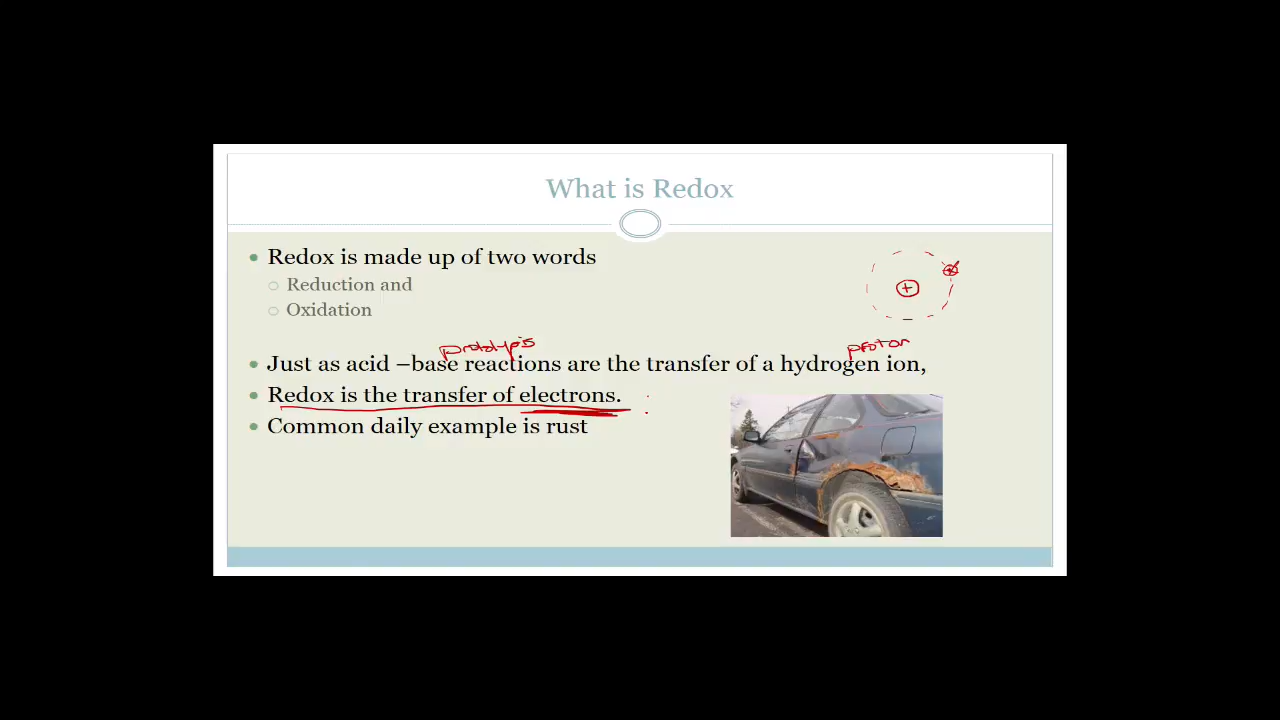 What is Redox
Redox is made up of two words
Reduction and
Oxidation
protolysis
proton
Just as acid –base reactions are the transfer of a hydrogen ion,
Redox is the transfer of electrons.
Common daily example is rust